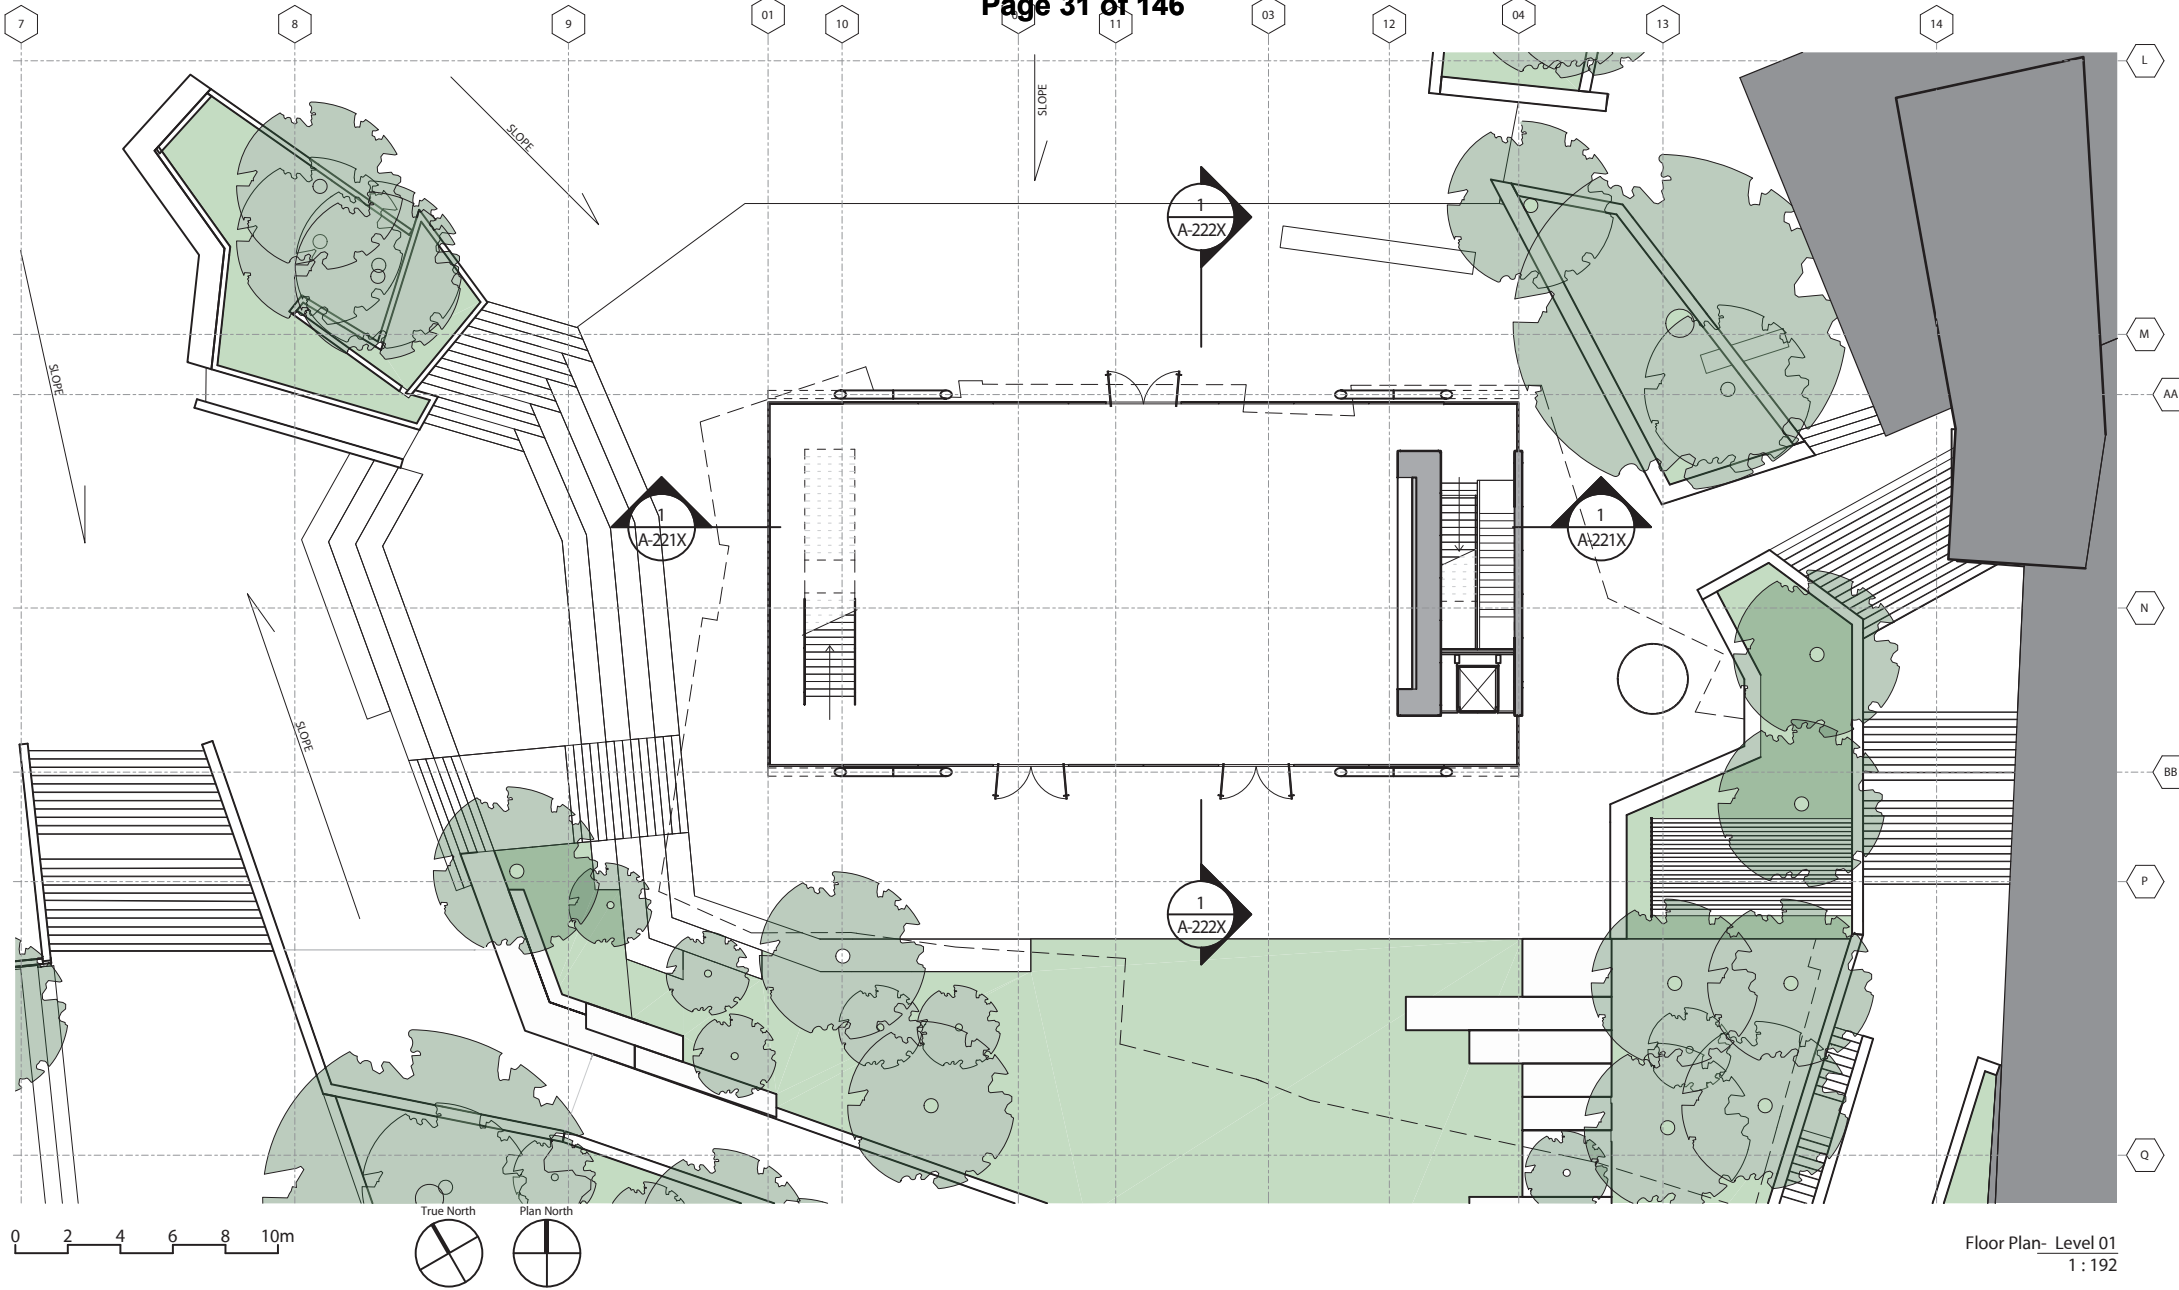 Page 31 of 146
7
8
9
01
10
11
03
12
04
13
14
L
SLOPE
SLOPE
1
A-222X
M
SLOPE
AA
1
A-221X
1
A-221X
N
SLOPE
BB
P
1
A-222X
Q
True North
Plan North
0 2 4 6 8 10m
Floor Plan- Level 01
1 : 192